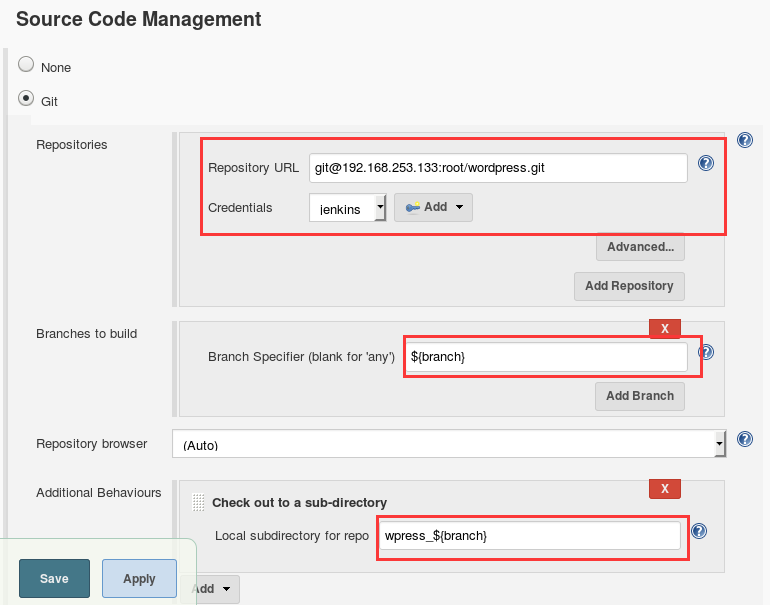 Source Code Management
None
Git
Repositories
Repository URL git@192.168.253.133:root/wordpress.git
Credentials jenkins Add
Advanced...
Add Repository
Branches to build
X
Branch Specifier (blank for 'any') ${branch}
Add Branch
Repository browser (Auto)
Additional Behaviours
X
Check out to a sub-directory
Local subdirectory for repo wpress_${branch}
Save Apply Add